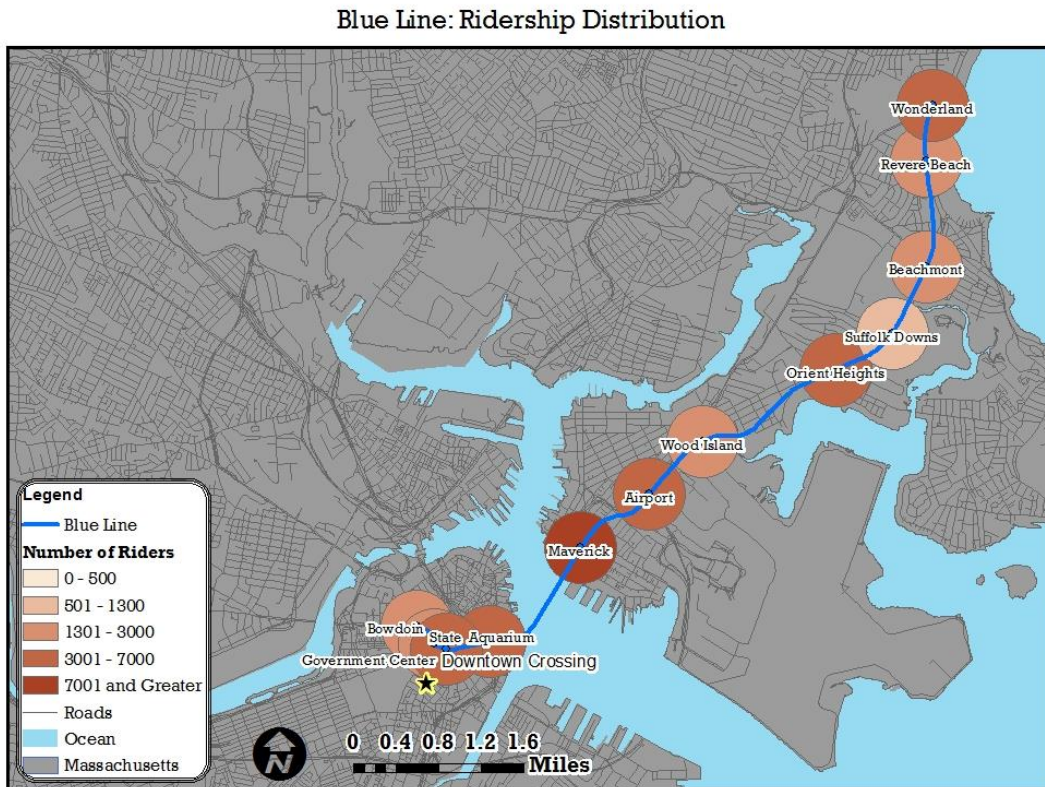 Blue Line: Ridership Distribution
Wonderland
Revere Beach
Beachmont
Suffolk Downs
Orient Heights
Wood Island
Airport
Maverick
Bowdoin
State
Aquarium
Government Center
Downtown Crossing
Legend
Blue Line
Number of Riders
0 - 500
501 - 1300
1301 - 3000
3001 - 7000
7001 and Greater
Roads
Ocean
Massachusetts
N
0 0.4 0.8 1.2 1.6
Miles